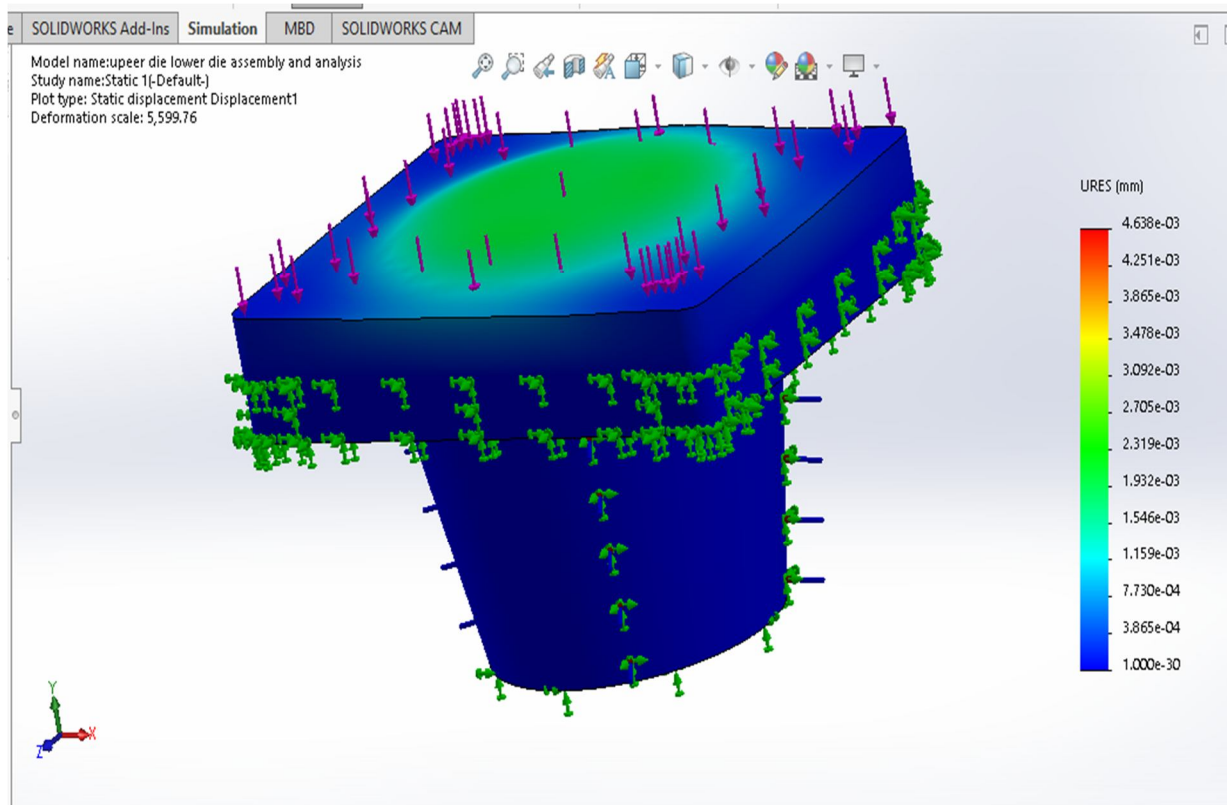 e SOLIDWORKS Add-Ins Simulation MBD SOLIDWORKS CAM
Model name:upeer die lower die assembly and analysis
Study name:Static 1(-Default-)
Plot type: Static displacement Displacement1
Deformation scale: 5,599.76
URES (mm)
4.638e-03
4.251e-03
3.865e-03
3.478e-03
3.092e-03
2.705e-03
2.319e-03
1.932e-03
1.546e-03
1.159e-03
7.730e-04
3.865e-04
1.000e-30
Y
X
Z